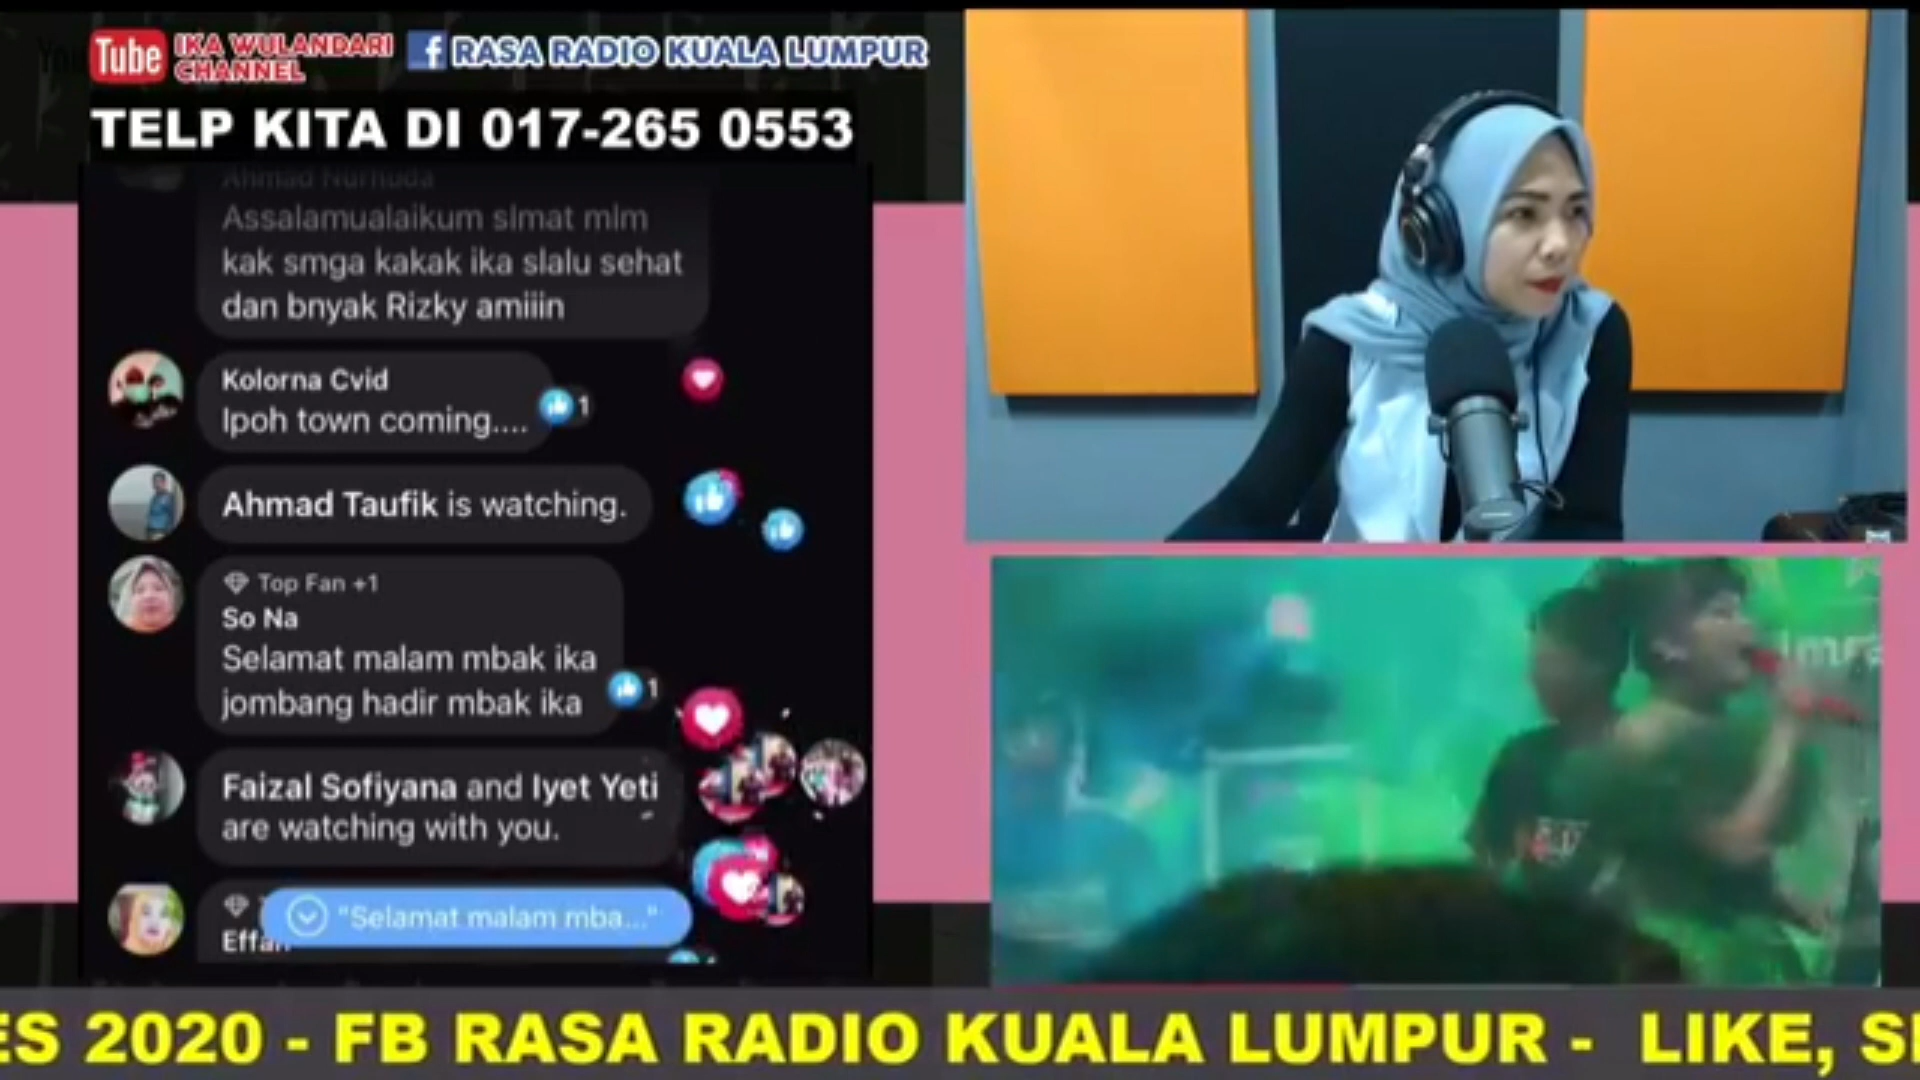 You Tube IKA WULANDARI CHANNEL
RASA RADIO KUALA LUMPUR
TELP KITA DI 017-265 0553
Ahmad Nurhuda
Assalamualaikum slmat mlm
kak smga kakak ika slalu sehat
dan bnyak Rizky amiiin
Kolorna Cvid
Ipoh town coming....
1
Ahmad Taufik is watching.
Top Fan +1
So Na
Selamat malam mbak ika
jombang hadir mbak ika
1
Faizal Sofiyana and Iyet Yeti
are watching with you.
"Selamat malam mba..."
ES 2020 - FB RASA RADIO KUALA LUMPUR - LIKE,